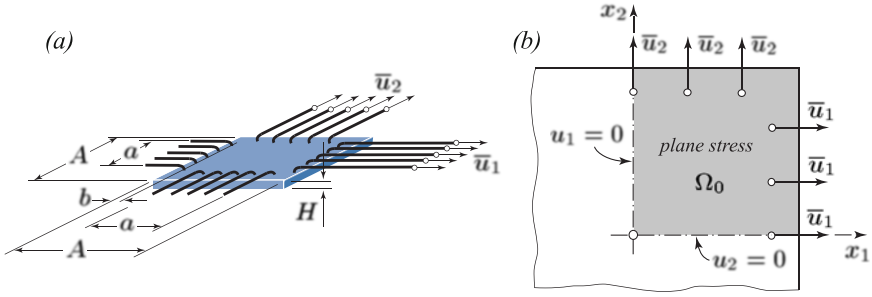 (a)
ū₂
A
a
ū₁
b
a
H
A
(b)
x₂
ū₂ ū₂ ū₂
ū₁
u₁ = 0
plane stress
ū₁
Ω₀
ū₁
x₁
u₂ = 0